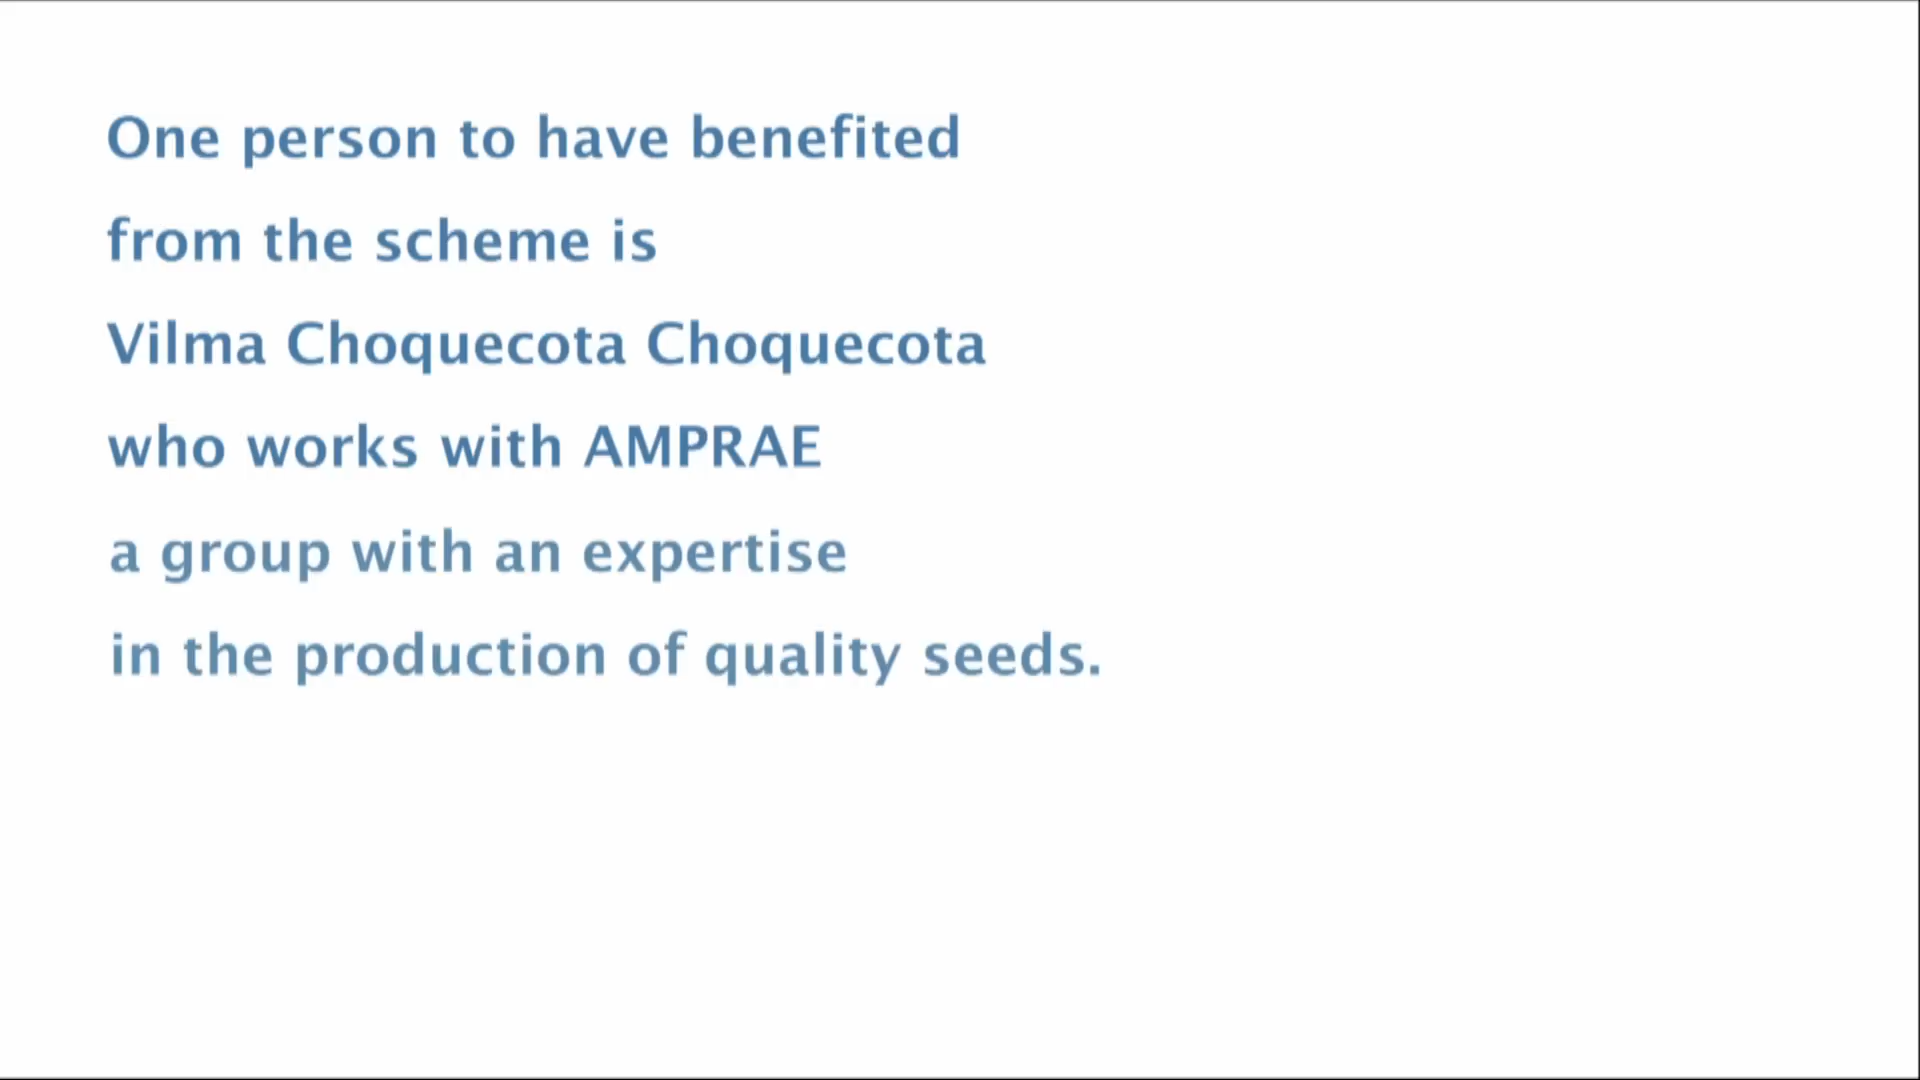 One person to have benefited
from the scheme is
Vilma Choquecota Choquecota
who works with AMPRAE
a group with an expertise
in the production of quality seeds.